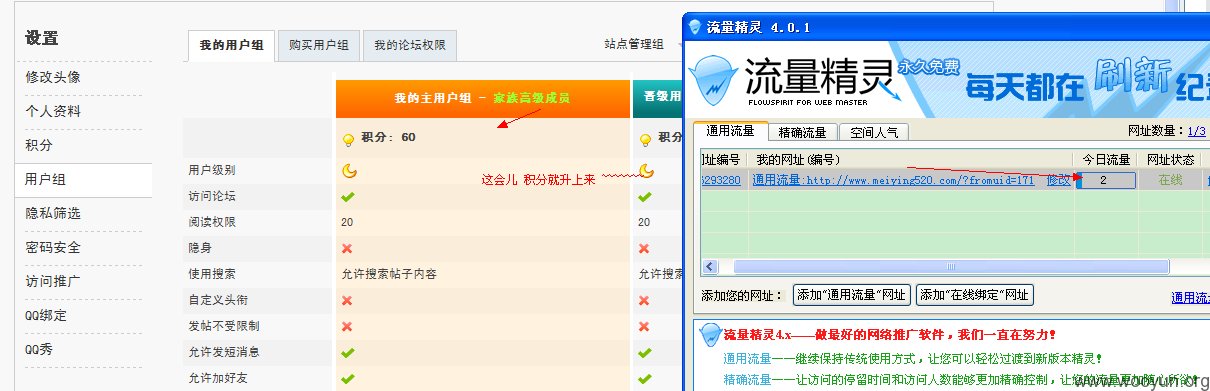 设置
修改头像
个人资料
积分
用户组
隐私筛选
密码安全
访问推广
QQ绑定
QQ秀
我的用户组
购买用户组
我的论坛权限
站点管理组
我的主用户组 - 家族高级成员
晋级用
积分: 60
积分
用户级别
访问论坛
阅读权限 20 20
隐身
使用搜索 允许搜索帖子内容 允许搜
自定义头衔
发帖不受限制
允许发短消息
允许加好友
这会儿 积分就升上来
流量精灵 4.0.1
流量精灵
FLOWSPIRIT FOR WEB MASTER
永久免费
每天都在 刷新 纪录
通用流量 精确流量 空间人气
网址数量: 1/3
网址编号 我的网址(编号) 今日流量 网址状态
6293280 通用流量:http://www.meiying520.com/?fromuid=171 修改 2 在线
添加您的网址: 添加"通用流量"网址 添加"在线绑定"网址 通用流
流量精灵4.x——做最好的网络推广软件，我们一直在努力!
通用流量——继续保持传统使用方式，让您可以轻松过渡到新版本精灵!
精确流量——让访问的停留时间和访问人数能够更加精确控制，让您的流量更加随心所欲!
www.wooyun.org